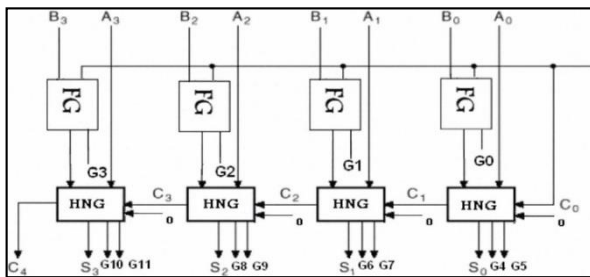 B3 A3 B2 A2 B1 A1 B0 A0
FG FG FG FG
G3 G2 G1 G0
HNG C3 HNG C2 HNG C1 HNG C0
0 0 0 0
C4 S3 G10 G11 S2 G8 G9 S1 G6 G7 S0 G4 G5